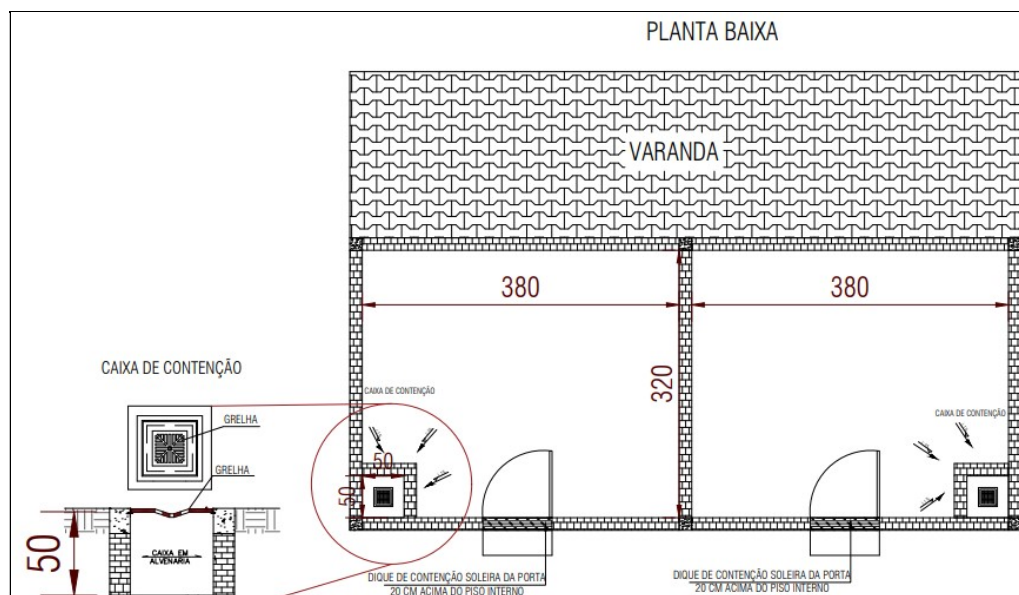 PLANTA BAIXA
VARANDA
380
380
320
CAIXA DE CONTENÇÃO
CAIXA DE CONTENÇÃO
CAIXA DE CONTENÇÃO
GRELHA
GRELHA
50
50
50
CAIXA EM
ALVENARIA
DIQUE DE CONTENÇÃO SOLEIRA DA PORTA
20 CM ACIMA DO PISO INTERNO
DIQUE DE CONTENÇÃO SOLEIRA DA PORTA
20 CM ACIMA DO PISO INTERNO